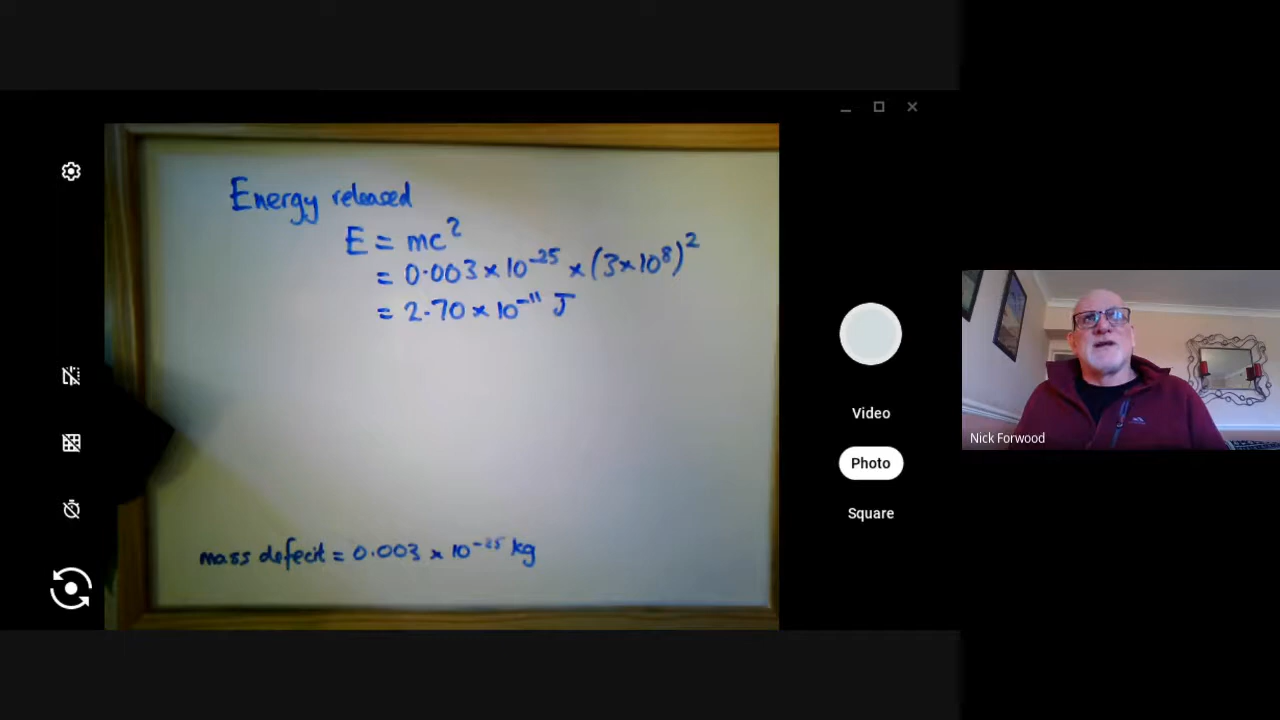 Energy released
E = mc²
= 0.003 × 10⁻²⁵ × (3×10⁸)²
= 2.70 × 10⁻¹¹ J
mass defecit = 0.003 × 10⁻²⁵ kg
Video
Photo
Square
Nick Forwood